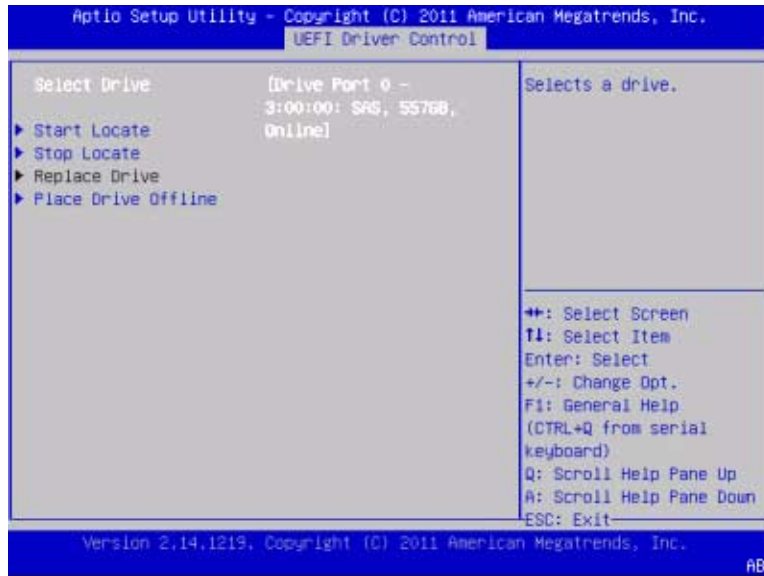 Aptio Setup Utility - Copyright (C) 2011 American Megatrends, Inc.
UEFI Driver Control
Select Drive
[Drive Port 0 -
3:00:00: SAS, 557GB,
Online]
Start Locate
Stop Locate
Replace Drive
Place Drive Offline
Selects a drive.
→←: Select Screen
↑↓: Select Item
Enter: Select
+/-: Change Opt.
F1: General Help
(CTRL+Q from serial
keyboard)
Q: Scroll Help Pane Up
A: Scroll Help Pane Down
ESC: Exit
Version 2.14.1219. Copyright (C) 2011 American Megatrends, Inc.
AB